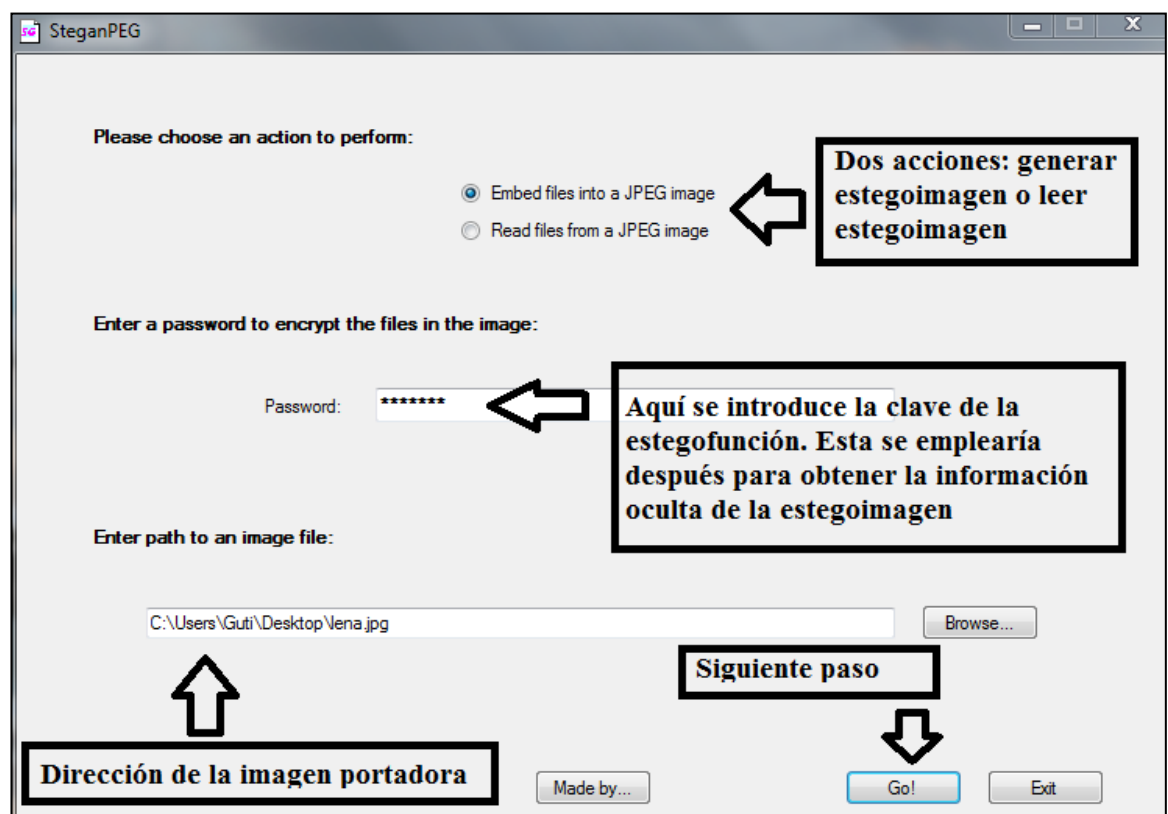 SteganPEG
Please choose an action to perform:
Embed files into a JPEG image
Read files from a JPEG image
Dos acciones: generar
estegoimagen o leer
estegoimagen
Enter a password to encrypt the files in the image:
Password: *******
Aquí se introduce la clave de la
estegofunción. Esta se emplearía
después para obtener la información
oculta de la estegoimagen
Enter path to an image file:
C:\Users\Guti\Desktop\lena.jpg
Browse...
Siguiente paso
Dirección de la imagen portadora
Made by...
Go!
Exit